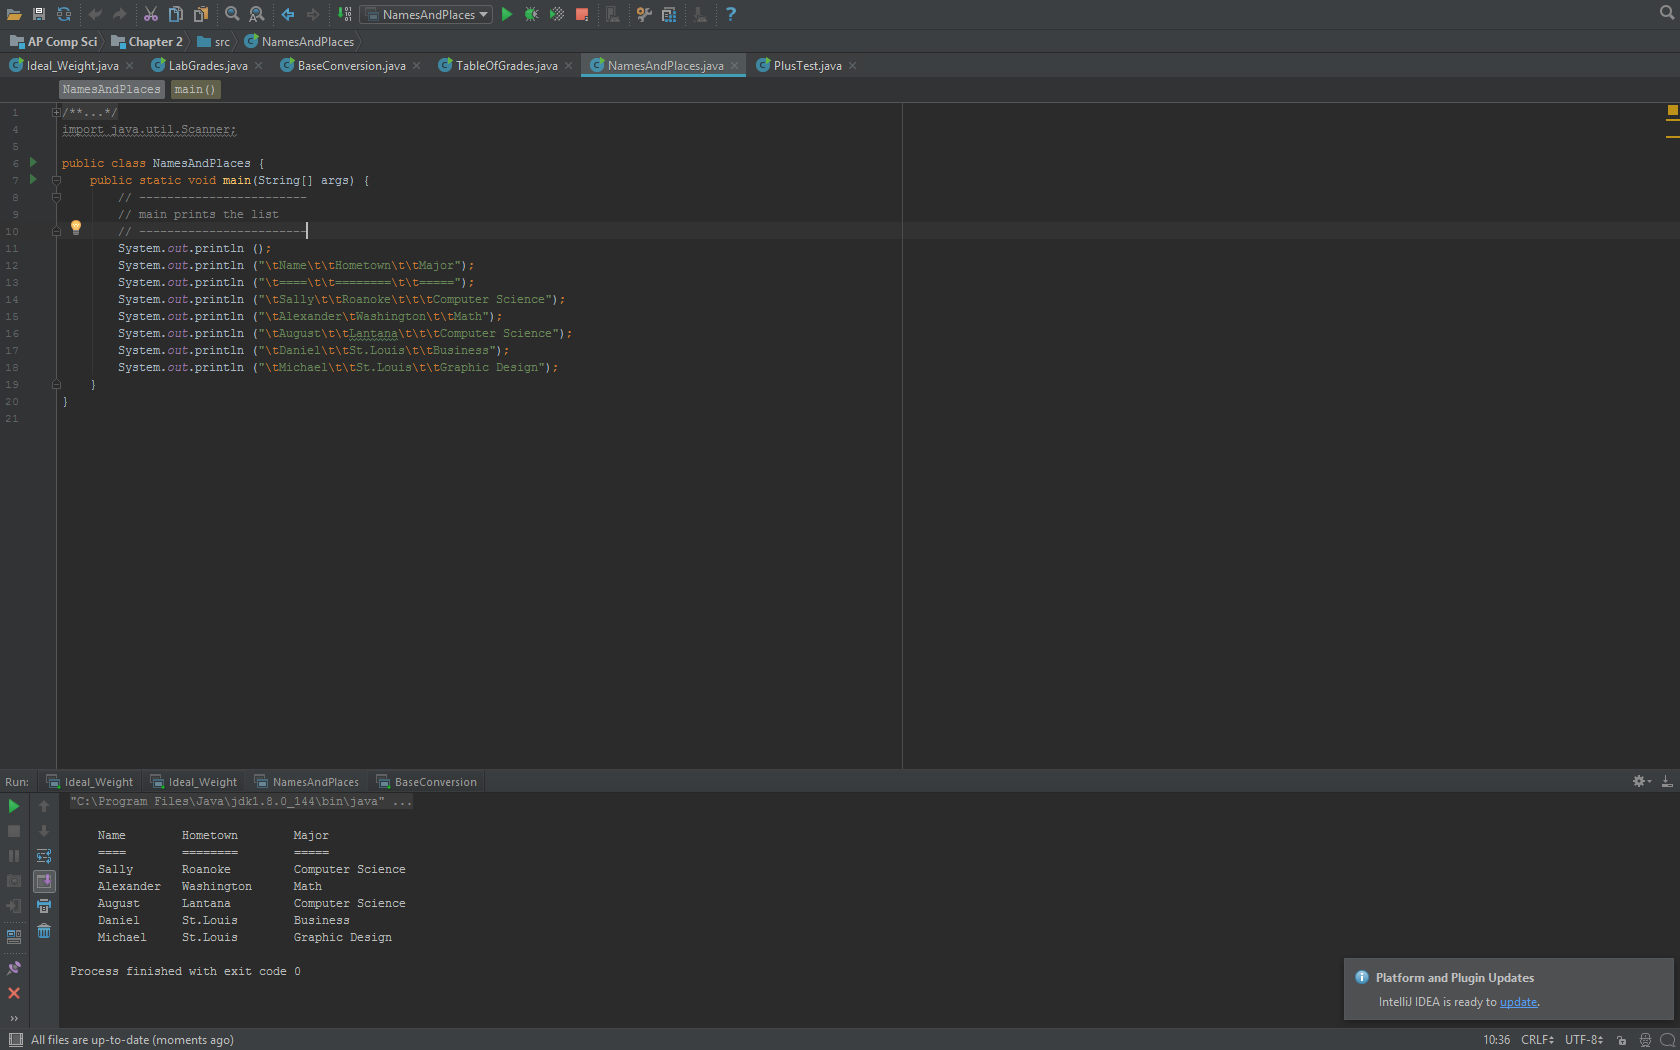 NamesAndPlaces
AP Comp Sci Chapter 2 src NamesAndPlaces
Ideal_Weight.java LabGrades.java BaseConversion.java TableOfGrades.java NamesAndPlaces.java PlusTest.java
NamesAndPlaces main()
1 /**...*/
4 import java.util.Scanner;
5
6 public class NamesAndPlaces {
7 public static void main(String[] args) {
8 // ------------------------
9 // main prints the list
10 // ------------------------
11 System.out.println ();
12 System.out.println ("\tName\t\tHometown\t\tMajor");
13 System.out.println ("\t====\t\t========\t\t=====");
14 System.out.println ("\tSally\t\tRoanoke\t\t\tComputer Science");
15 System.out.println ("\tAlexander\tWashington\t\tMath");
16 System.out.println ("\tAugust\t\tLantana\t\t\tComputer Science");
17 System.out.println ("\tDaniel\t\tSt.Louis\t\tBusiness");
18 System.out.println ("\tMichael\t\tSt.Louis\t\tGraphic Design");
19 }
20 }
21
Run: Ideal_Weight Ideal_Weight NamesAndPlaces BaseConversion
"C:\Program Files\Java\jdk1.8.0_144\bin\java" ...
Name Hometown Major
==== ======== =====
Sally Roanoke Computer Science
Alexander Washington Math
August Lantana Computer Science
Daniel St.Louis Business
Michael St.Louis Graphic Design
Process finished with exit code 0
Platform and Plugin Updates
IntelliJ IDEA is ready to update.
All files are up-to-date (moments ago) 10:36 CRLF UTF-8